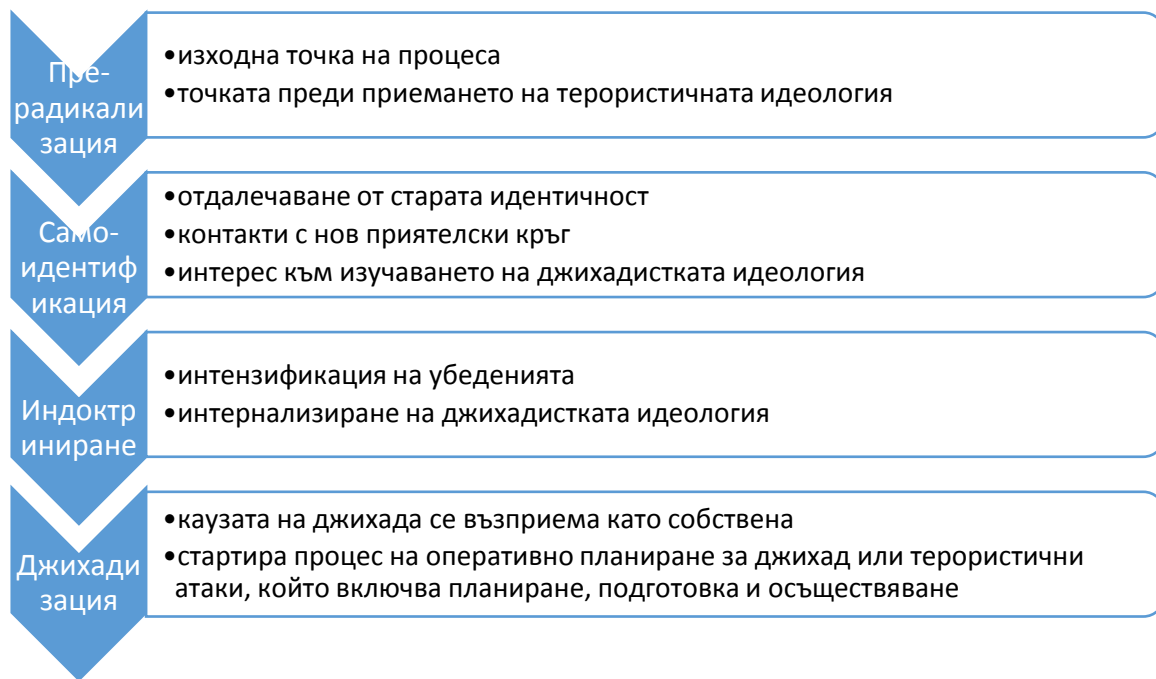 Пре-
радикали
зация
•изходна точка на процеса
•точката преди приемането на терористичната идеология
Само-
идентиф
икация
•отдалечаване от старата идентичност
•контакти с нов приятелски кръг
•интерес към изучаването на джихадистката идеология
Индоктр
иниране
•интензификация на убеденията
•интернализиране на джихадистката идеология
Джихади
зация
•каузата на джихада се възприема като собствена
•стартира процес на оперативно планиране за джихад или терористични
атаки, който включва планиране, подготовка и осъществяване